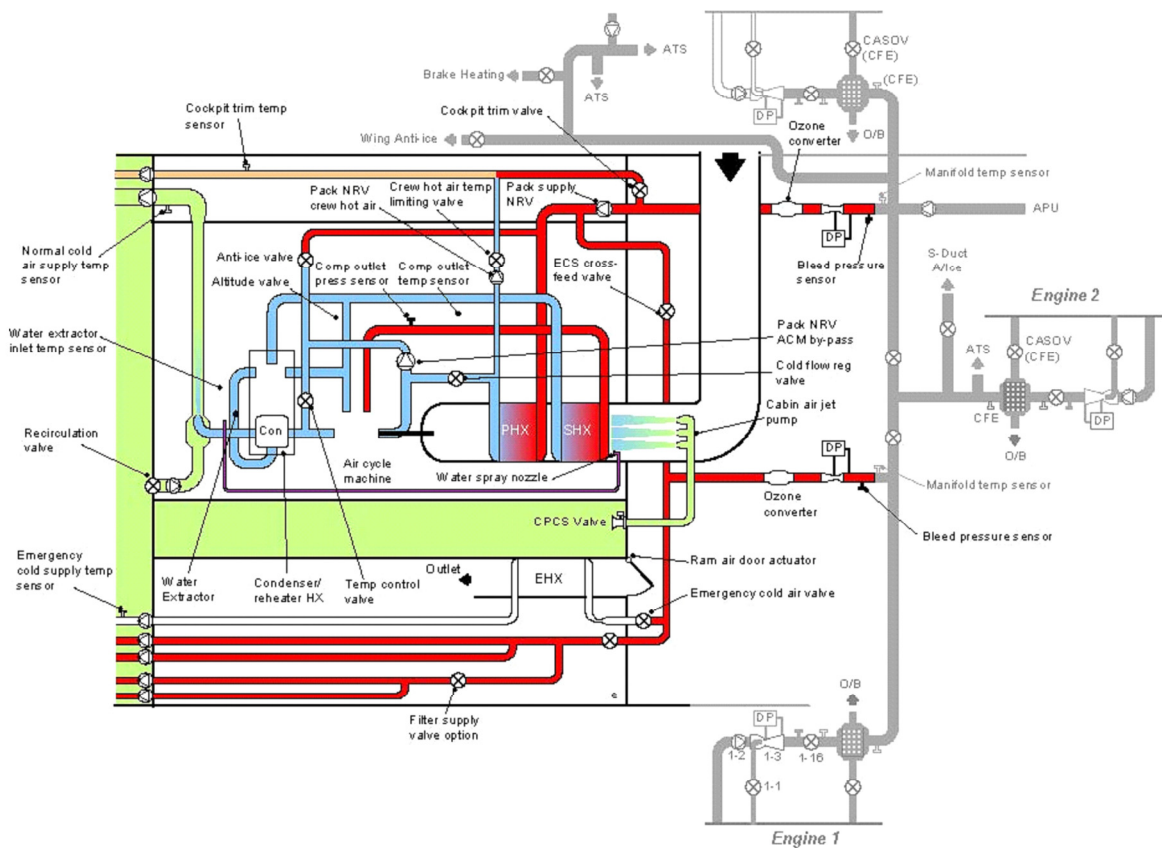 ATS
CASOV
(CFE)
(CFE)
Brake Heating
ATS
DP
O/B
Cockpit trim temp
sensor
Cockpit trim valve
Wing Anti-ice
Ozone
converter
Manifold temp sensor
Pack NRV
crew hot air
Crew hot air temp
limiting valve
Pack supply
NRV
APU
DP
Normal cold
air supply temp
sensor
Anti-ice valve
Altitude valve
Comp outlet
press sensor
Comp outlet
temp sensor
ECS cross-
feed valve
Bleed pressure
sensor
S-Duct
A/Ice
Engine 2
Water extractor
inlet temp sensor
Pack NRV
ACM by-pass
Cold flow reg
valve
Cabin air jet
pump
ATS
CASOV
(CFE)
CFE
DP
O/B
Con
PHX
SHX
Recirculation
valve
Air cycle
machine
Water spray nozzle
DP
Ozone
converter
Manifold temp sensor
CPCS Valve
Bleed pressure sensor
Emergency
cold supply temp
sensor
Water
Extractor
Condenser/
reheater HX
Temp control
valve
Outlet
EHX
Ram air door actuator
Emergency cold air valve
Filter supply
valve option
O/B
DP
1-2
1-3
1-16
1-1
Engine 1